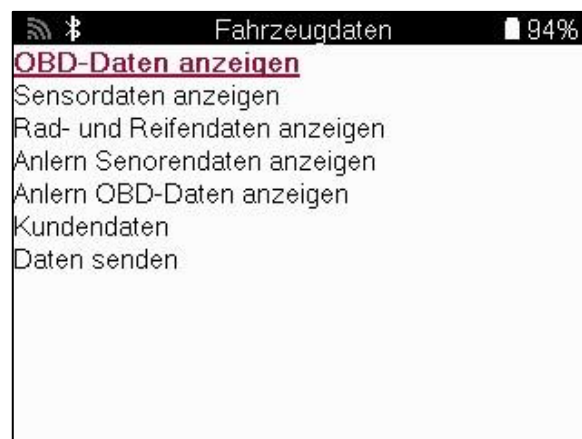 Fahrzeugdaten 94%
OBD-Daten anzeigen
Sensordaten anzeigen
Rad- und Reifendaten anzeigen
Anlern Senorendaten anzeigen
Anlern OBD-Daten anzeigen
Kundendaten
Daten senden